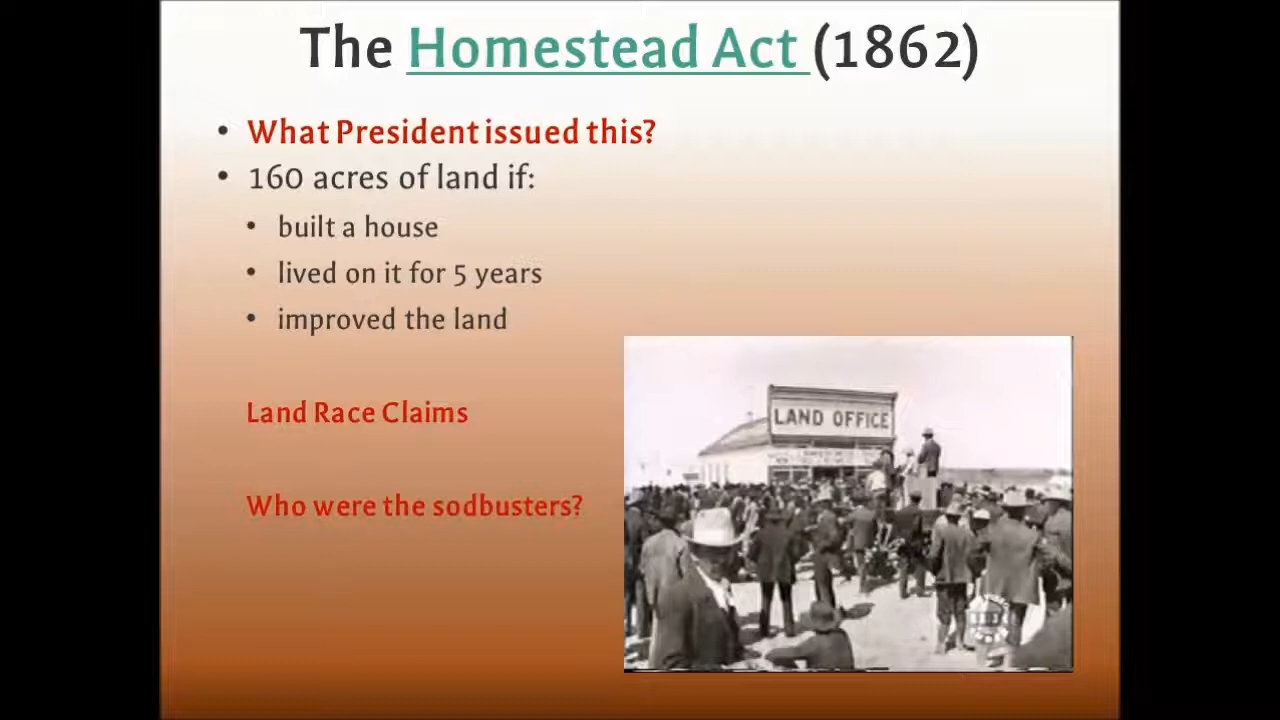 The Homestead Act (1862)
• What President issued this?
• 160 acres of land if:
• built a house
• lived on it for 5 years
• improved the land
Land Race Claims
Who were the sodbusters?
LAND OFFICE